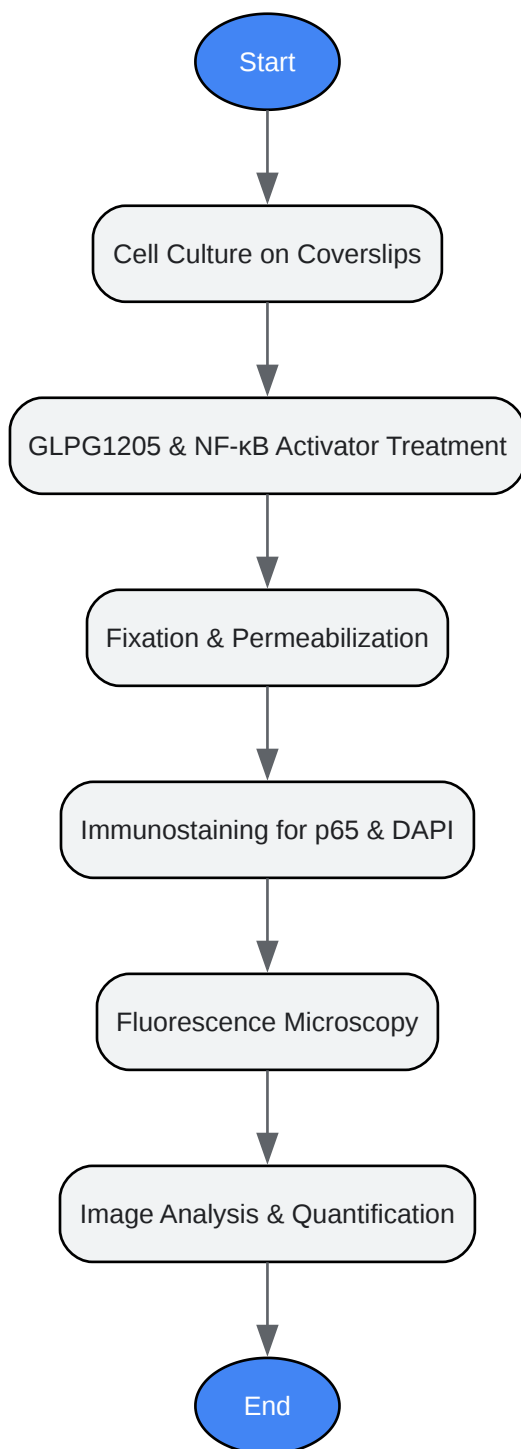 Start
Cell Culture on Coverslips
GLPG1205 & NF-κB Activator Treatment
Fixation & Permeabilization
Immunostaining for p65 & DAPI
Fluorescence Microscopy
Image Analysis & Quantification
End